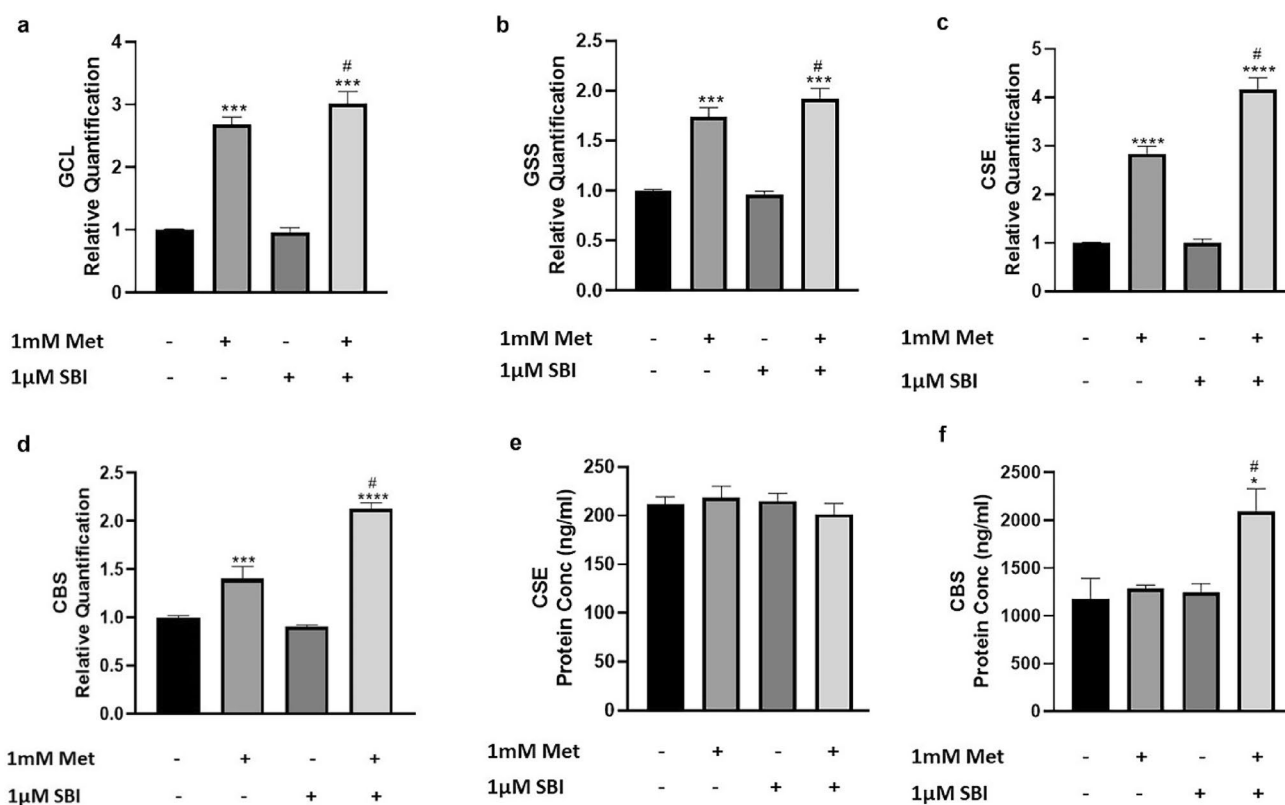 a
GCL
Relative Quantification
4
3
2
1
0
***
#
***
1mM Met - + - +
1μM SBI - - + +
b
GSS
Relative Quantification
2.5
2.0
1.5
1.0
0.5
0.0
***
#
***
1mM Met - + - +
1μM SBI - - + +
c
CSE
Relative Quantification
5
4
3
2
1
0
****
#
****
1mM Met - + - +
1μM SBI - - + +
d
CBS
Relative Quantification
2.5
2.0
1.5
1.0
0.5
0.0
***
#
****
1mM Met - + - +
1μM SBI - - + +
e
CSE
Protein Conc (ng/ml)
250
200
150
100
50
0
1mM Met - + - +
1μM SBI - - + +
f
CBS
Protein Conc (ng/ml)
2500
2000
1500
1000
500
0
#
*
1mM Met - + - +
1μM SBI - - + +